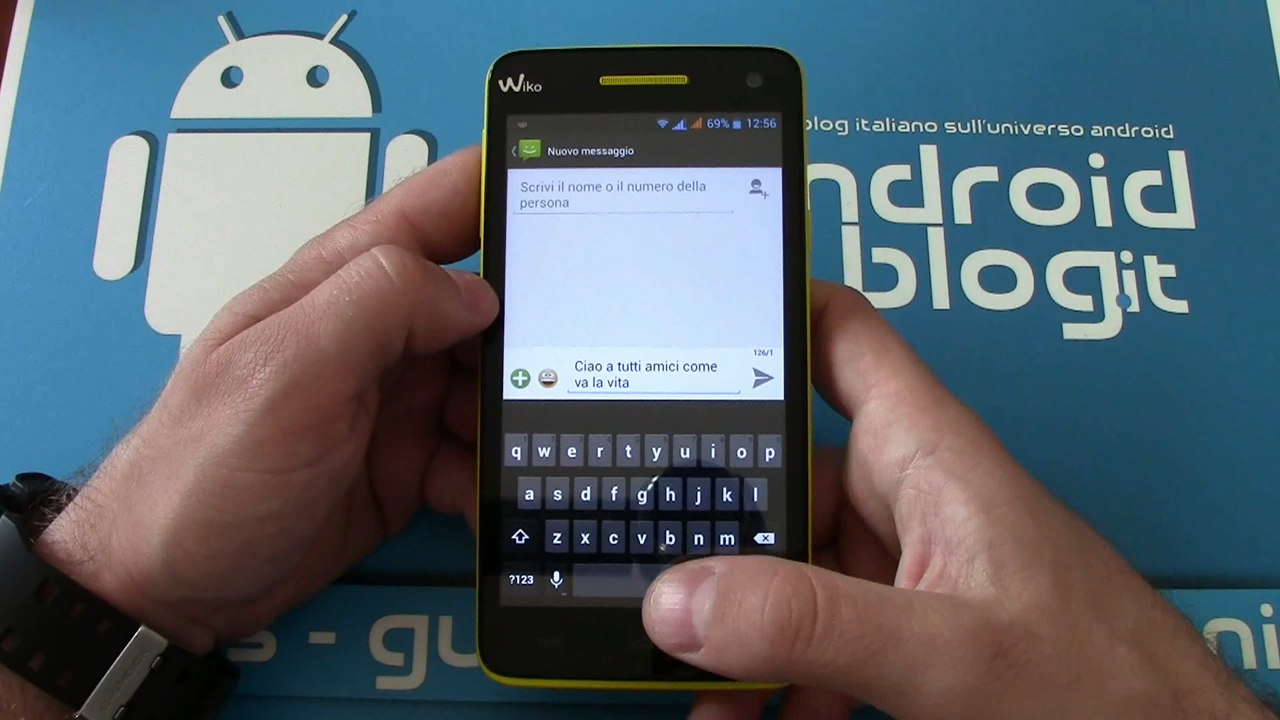 Wiko
69% 12:56
Nuovo messaggio
Scrivi il nome o il numero della
persona
126/1
Ciao a tutti amici come
va la vita
q w e r t y u i o p
a s d f g h j k l
z x c v b n m
?123
blog italiano sull'universo android
android
blogit